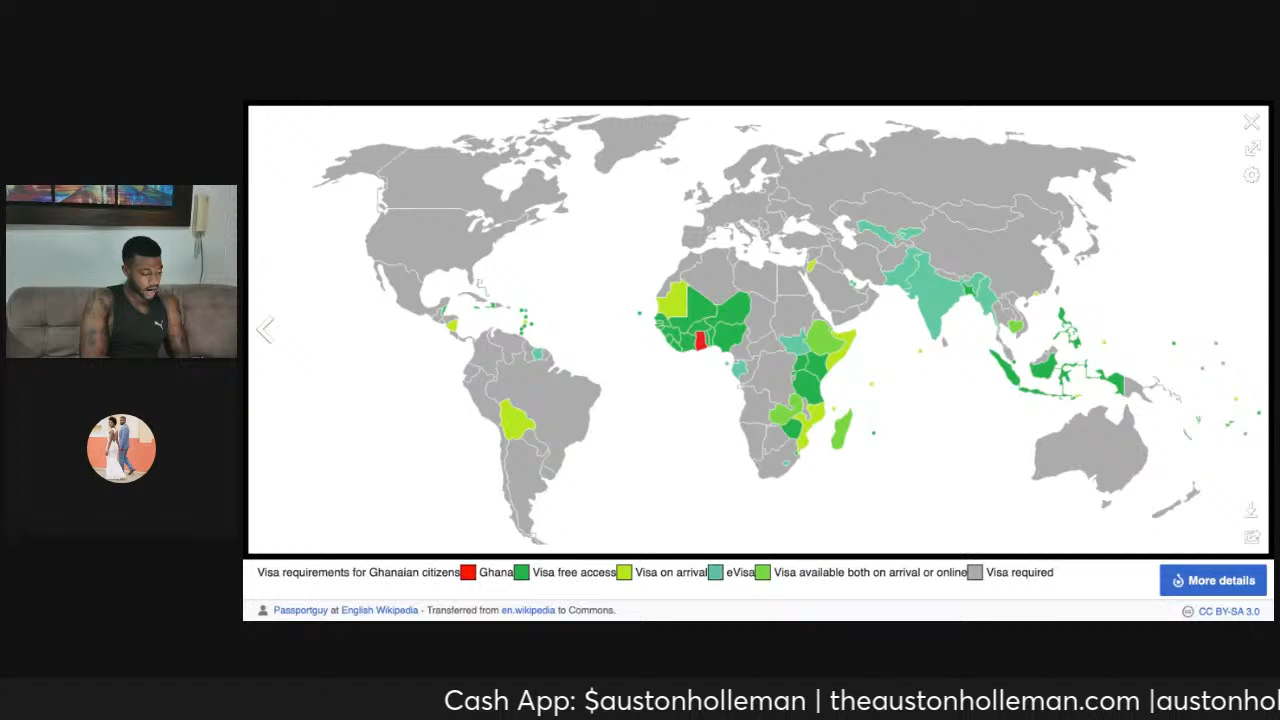 Visa requirements for Ghanaian citizens Ghana Visa free access Visa on arrival eVisa Visa available both on arrival or online Visa required
More details
Passportguy at English Wikipedia - Transferred from en.wikipedia to Commons.
CC BY-SA 3.0
Cash App: $austonholleman | theaustonholleman.com |austonhol